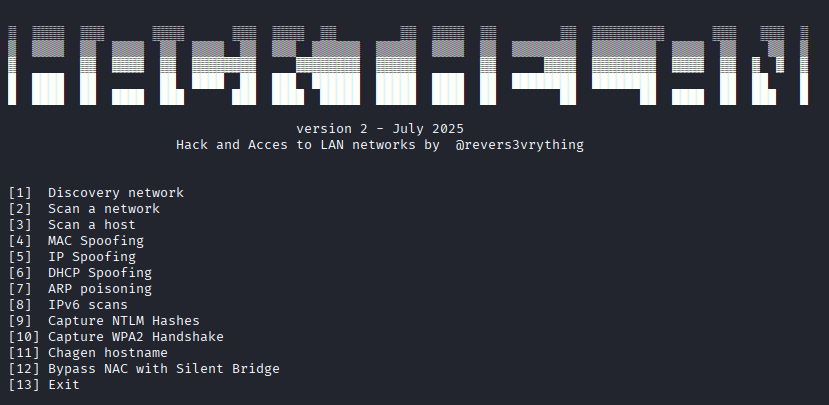 version 2 - July 2025
Hack and Acces to LAN networks by @revers3vrything
[1] Discovery network
[2] Scan a network
[3] Scan a host
[4] MAC Spoofing
[5] IP Spoofing
[6] DHCP Spoofing
[7] ARP poisoning
[8] IPv6 scans
[9] Capture NTLM Hashes
[10] Capture WPA2 Handshake
[11] Chagen hostname
[12] Bypass NAC with Silent Bridge
[13] Exit